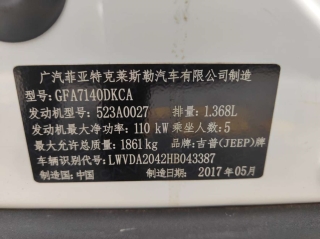 广汽菲亚特克莱斯勒汽车有限公司制造
型号:GFA7140DKCA
发动机型号:523A0027 排量:1.368L
发动机最大净功率:110 kW 乘坐人数:5
最大允许总质量:1861kg 品牌:吉普(JEEP)牌
车辆识别代号:LWVDA2042HB043387
制造国:中国 制造日期:2017年05月